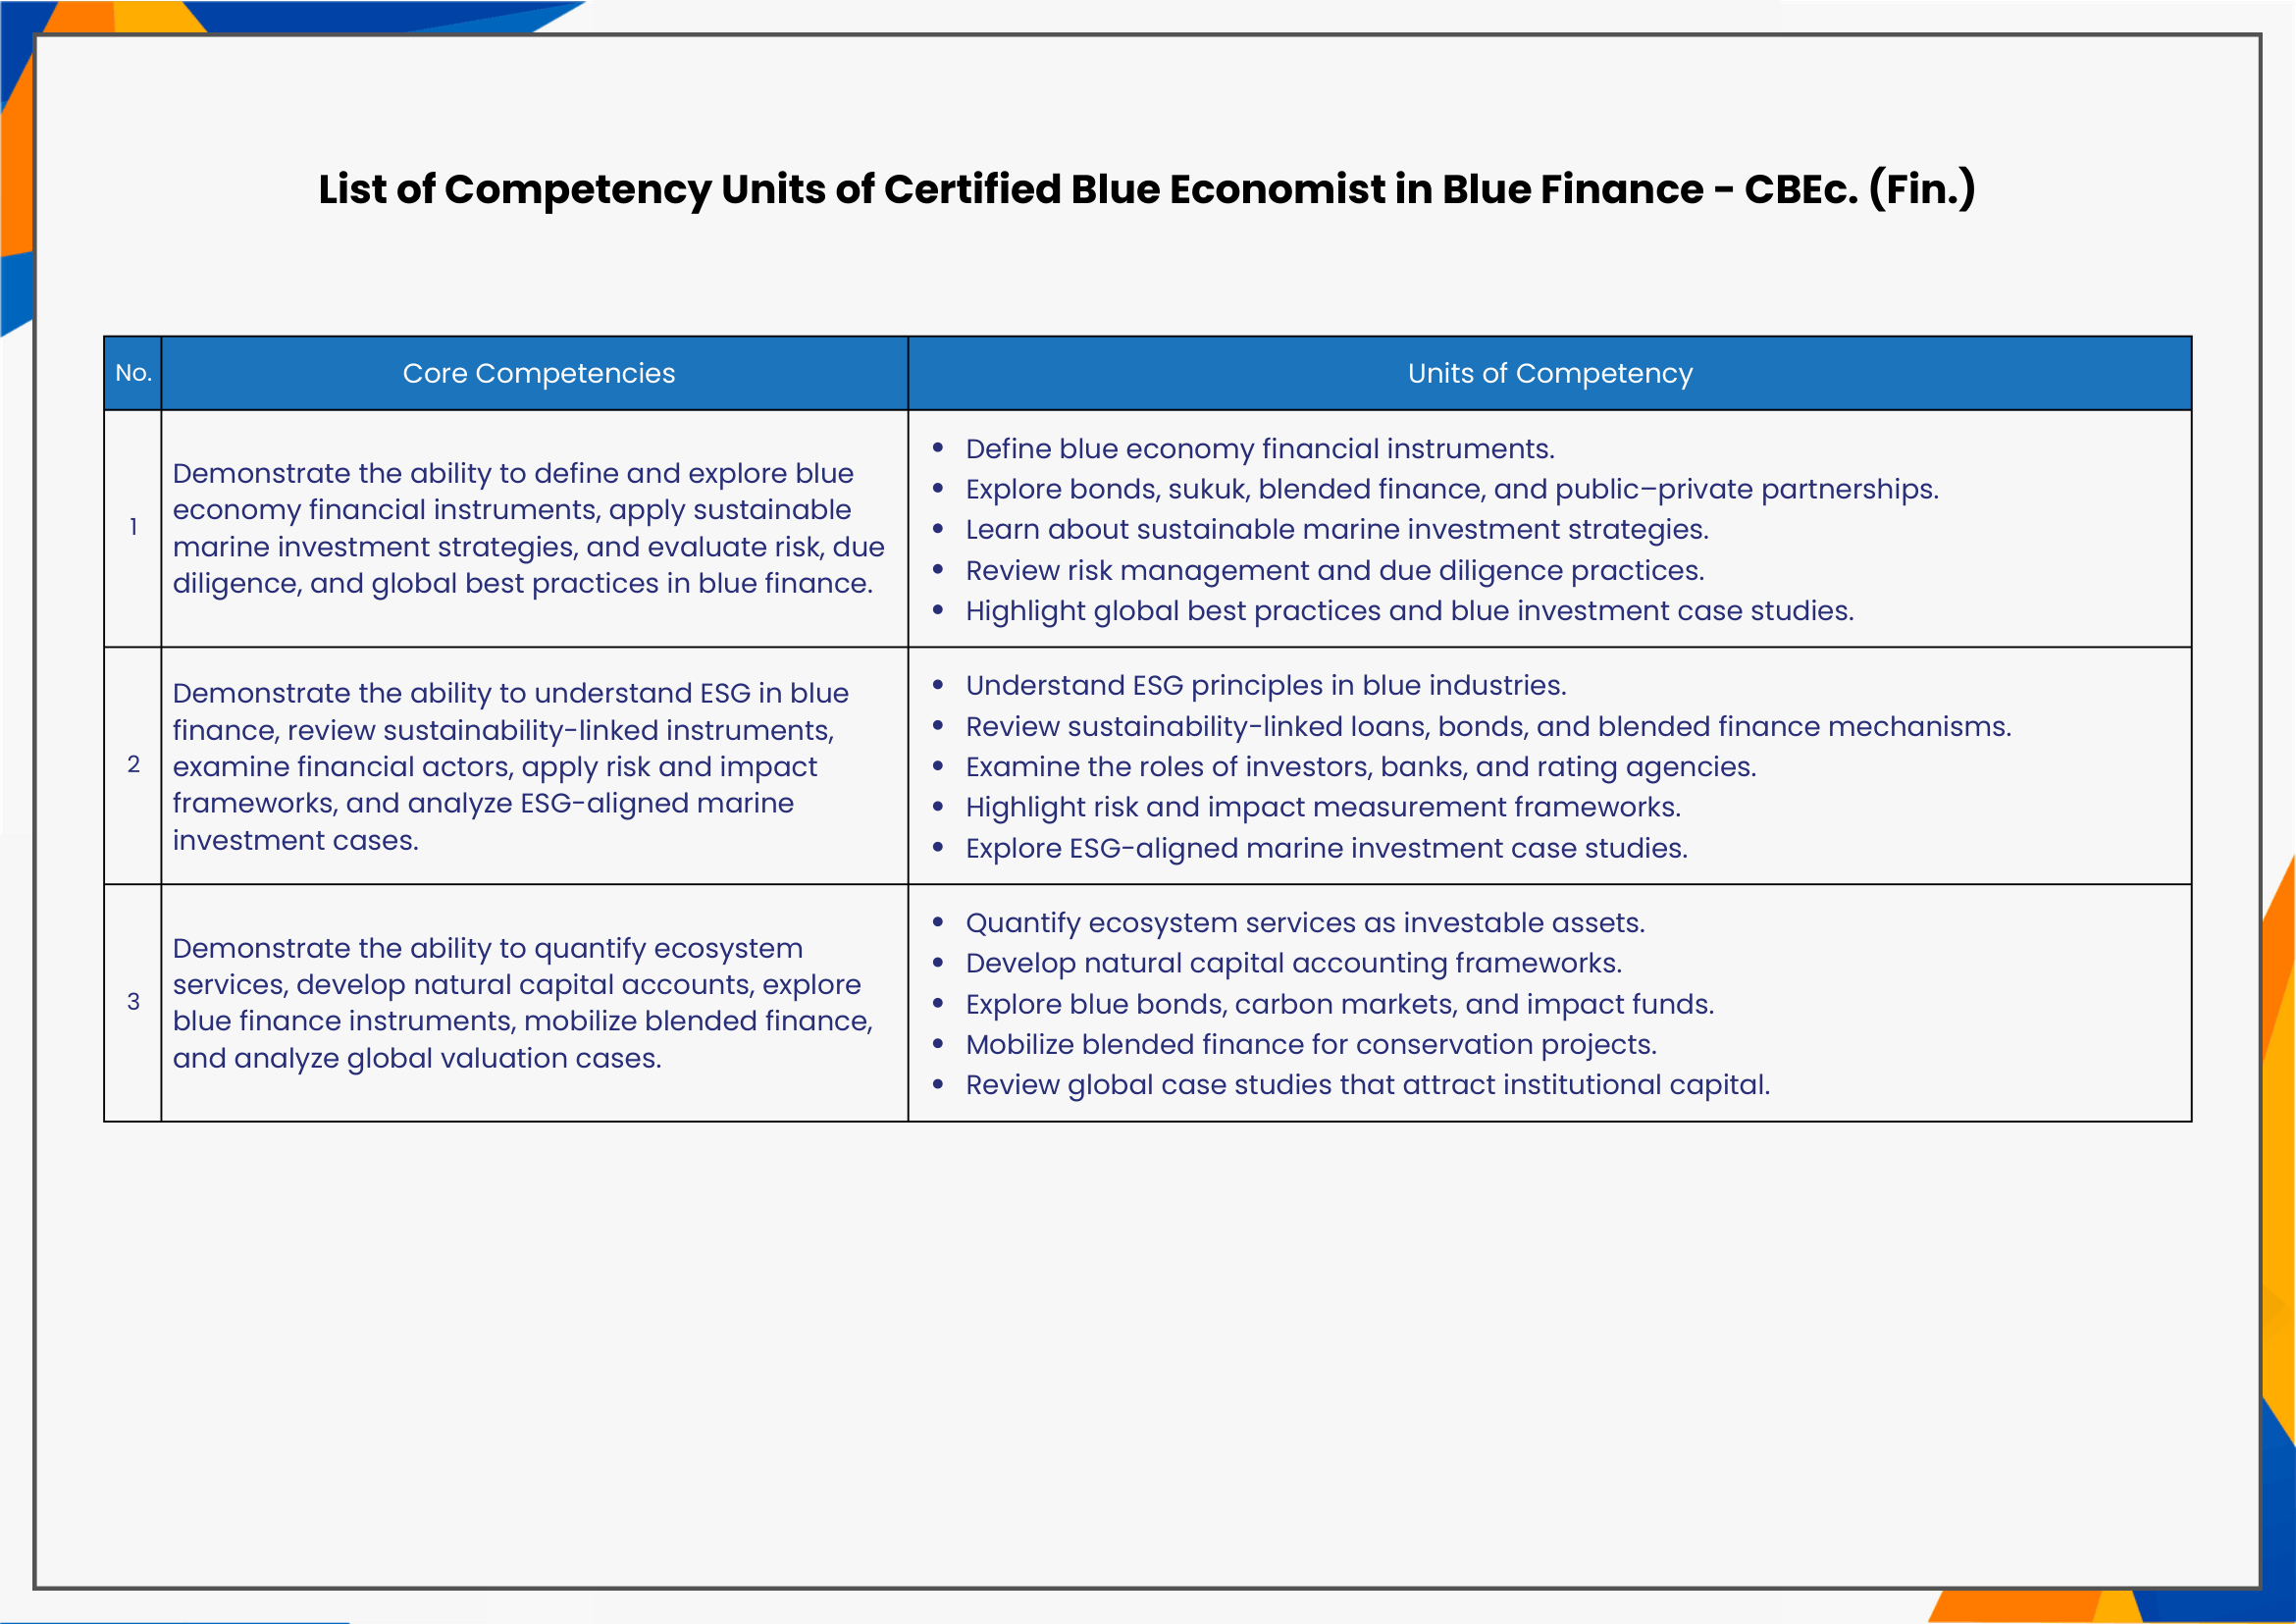 List of Competency Units of Certified Blue Economist in Blue Finance - CBEc. (Fin.)
No.
Core Competencies
Units of Competency
1
Demonstrate the ability to define and explore blue
economy financial instruments, apply sustainable
marine investment strategies, and evaluate risk, due
diligence, and global best practices in blue finance.
• Define blue economy financial instruments.
• Explore bonds, sukuk, blended finance, and public–private partnerships.
• Learn about sustainable marine investment strategies.
• Review risk management and due diligence practices.
• Highlight global best practices and blue investment case studies.
2
Demonstrate the ability to understand ESG in blue
finance, review sustainability-linked instruments,
examine financial actors, apply risk and impact
frameworks, and analyze ESG-aligned marine
investment cases.
• Understand ESG principles in blue industries.
• Review sustainability-linked loans, bonds, and blended finance mechanisms.
• Examine the roles of investors, banks, and rating agencies.
• Highlight risk and impact measurement frameworks.
• Explore ESG-aligned marine investment case studies.
3
Demonstrate the ability to quantify ecosystem
services, develop natural capital accounts, explore
blue finance instruments, mobilize blended finance,
and analyze global valuation cases.
• Quantify ecosystem services as investable assets.
• Develop natural capital accounting frameworks.
• Explore blue bonds, carbon markets, and impact funds.
• Mobilize blended finance for conservation projects.
• Review global case studies that attract institutional capital.